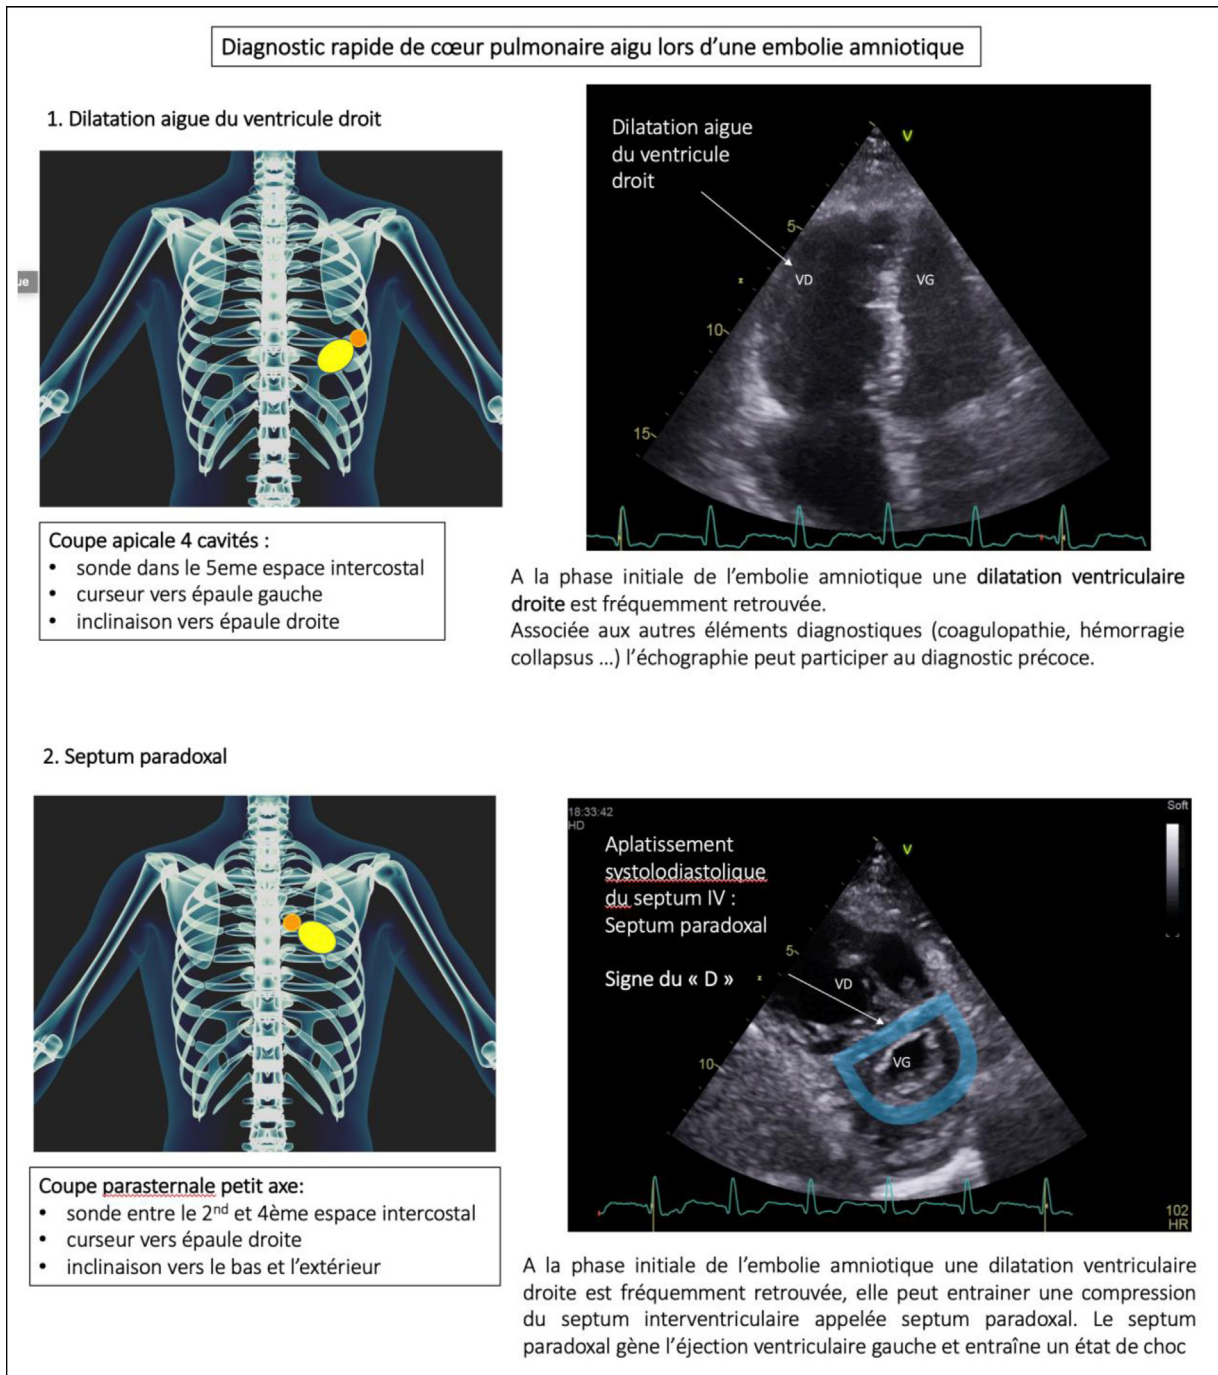 Diagnostic rapide de cœur pulmonaire aigu lors d’une embolie amniotique
1. Dilatation aigue du ventricule droit
ue
Coupe apicale 4 cavités :
• sonde dans le 5eme espace intercostal
• curseur vers épaule gauche
• inclinaison vers épaule droite
Dilatation aigue
du ventricule
droit
V
5
VD
VG
10
15
A la phase initiale de l’embolie amniotique une dilatation ventriculaire
droite est fréquemment retrouvée.
Associée aux autres éléments diagnostiques (coagulopathie, hémorragie
collapsus ...) l’échographie peut participer au diagnostic précoce.
2. Septum paradoxal
Coupe parasternale petit axe:
• sonde entre le 2nd et 4ème espace intercostal
• curseur vers épaule droite
• inclinaison vers le bas et l’extérieur
18:33:42
HD
Soft
Aplatissement
systolodiastolique
du septum IV :
Septum paradoxal
Signe du « D »
V
5
VD
10
VG
102
HR
A la phase initiale de l’embolie amniotique une dilatation ventriculaire
droite est fréquemment retrouvée, elle peut entrainer une compression
du septum interventriculaire appelée septum paradoxal. Le septum
paradoxal gène l’éjection ventriculaire gauche et entraîne un état de choc